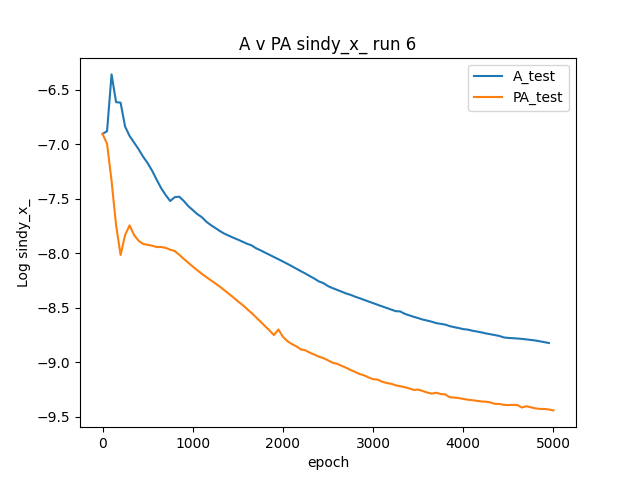 A v PA sindy_x_ run 6
A_test
PA_test
Log sindy_x_
−6.5
−7.0
−7.5
−8.0
−8.5
−9.0
−9.5
0
1000
2000
3000
4000
5000
epoch